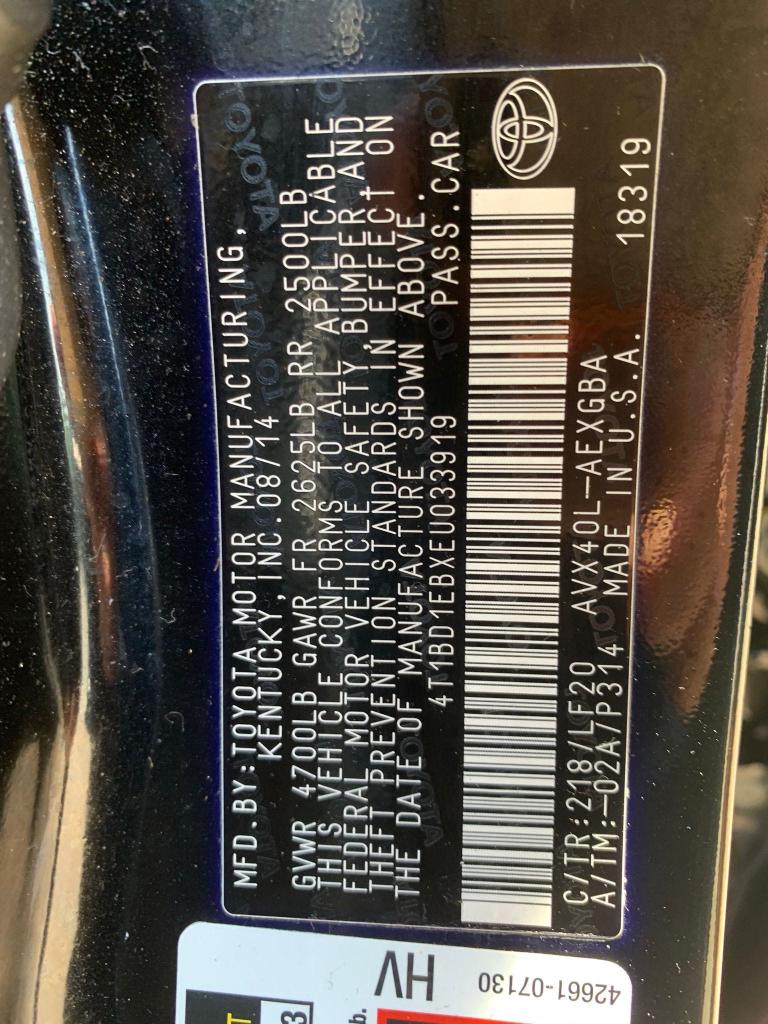 MFD.BY:TOYOTA MOTOR MANUFACTURING,
KENTUCKY,INC.08/14
GVWR 4700LB GAWR FR 2625LB RR 2500LB
THIS VEHICLE CONFORMS TO ALL APPLICABLE
FEDERAL MOTOR VEHICLE SAFETY,BUMPER,AND
THEFT PREVENTION STANDARDS IN EFFECT ON
THE DATE OF MANUFACTURE SHOWN ABOVE.
4T1BD1EBXEU033919 PASS.CAR
C/TR:218/LF20 AVX40L-AEXGBA
A/TM:-02A/P314 MADE IN U.S.A. 18319
HV
42661-07130